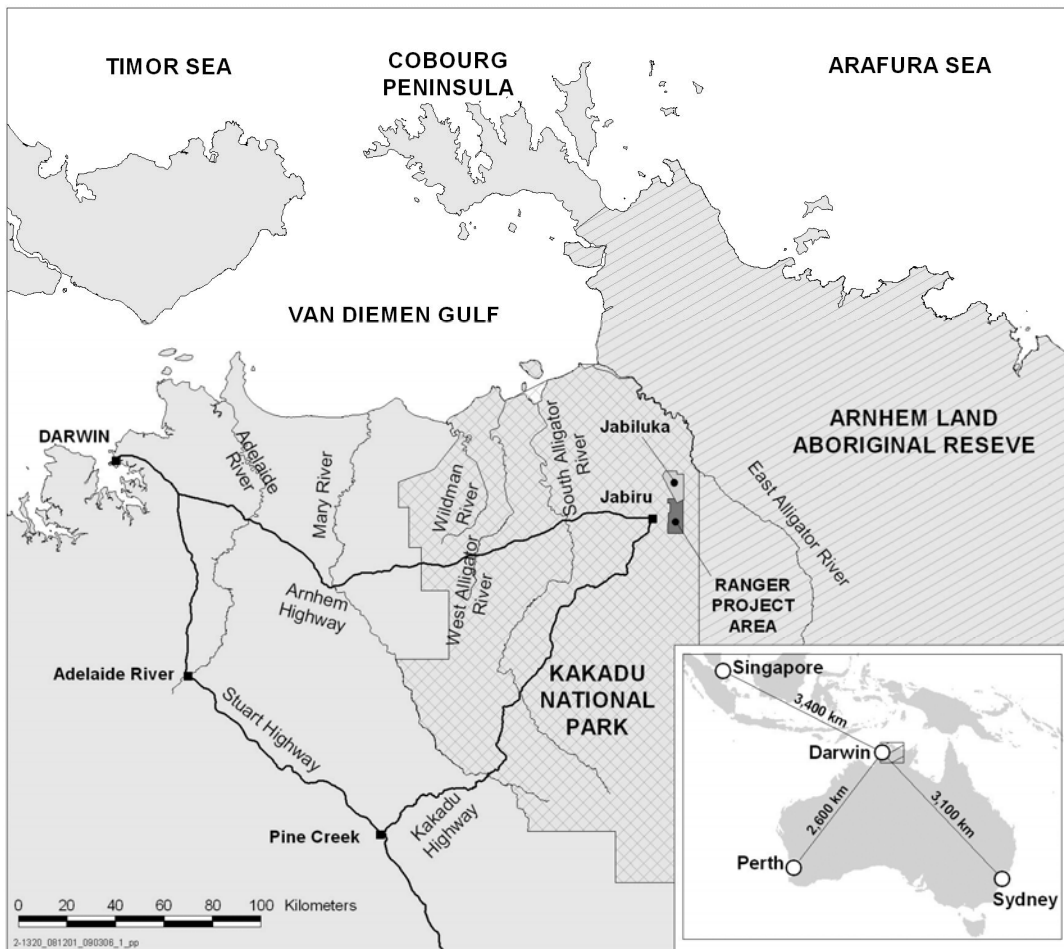 TIMOR SEA
COBOURG
PENINSULA
ARAFURA SEA
VAN DIEMEN GULF
DARWIN
Adelaide
River
Mary River
Wildman
River
West Alligator
River
South Alligator
River
Jabiluka
Jabiru
East Alligator River
ARNHEM LAND
ABORIGINAL RESEVE
RANGER
PROJECT
AREA
Arnhem
Highway
Adelaide River
Stuart Highway
KAKADU
NATIONAL
PARK
Pine Creek
Kakadu
Highway
0 20 40 60 80 100 Kilometers
2-1320_081201_090306_1_pp
Singapore
3,400 km
Darwin
2,600 km
3,100 km
Perth
Sydney